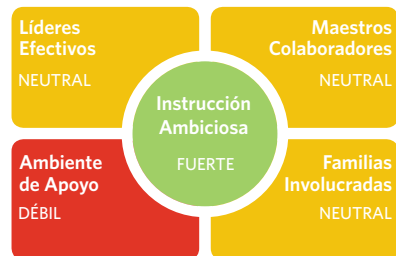 Líderes
Efectivos
NEUTRAL
Maestros
Colaboradores
NEUTRAL
Instrucción
Ambiciosa
FUERTE
Ambiente
de Apoyo
DÉBIL
Familias
Involucradas
NEUTRAL